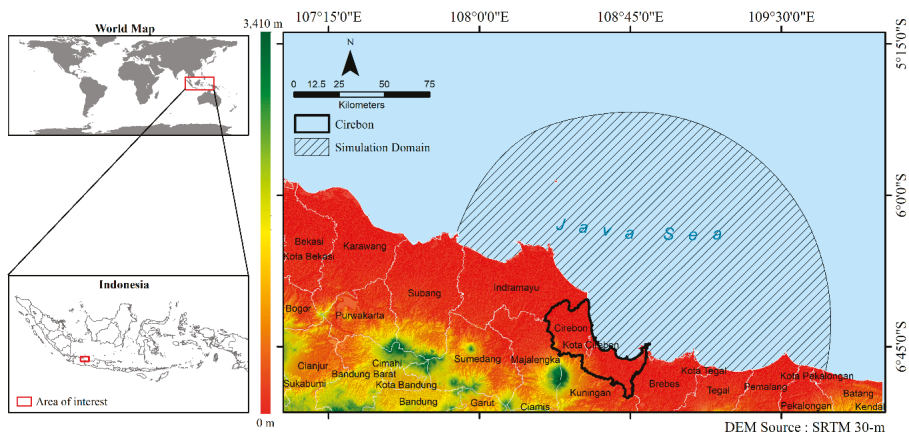 World Map
Indonesia
Area of interest
3,410 m
0 m
107°15'0"E
108°0'0"E
108°45'0"E
109°30'0"E
5°15'0"S
6°0'0"S
6°45'0"S
N
0 12.5 25 50 75
Kilometers
Cirebon
Simulation Domain
Java Sea
Bekasi
Kota Bekasi
Karawang
Subang
Indramayu
Bogor
Purwakarta
Cirebon
Kota Cirebon
Cianjur
Cimahi
Sumedang
Majalengka
Bandung Barat
Sukabumi
Kota Bandung
Kuningan
Brebes
Kota Tegal
Tegal
Pemalang
Kota Pekalongan
Batang
Bandung
Garut
Ciamis
Pekalongan
Kendal
DEM Source : SRTM 30-m